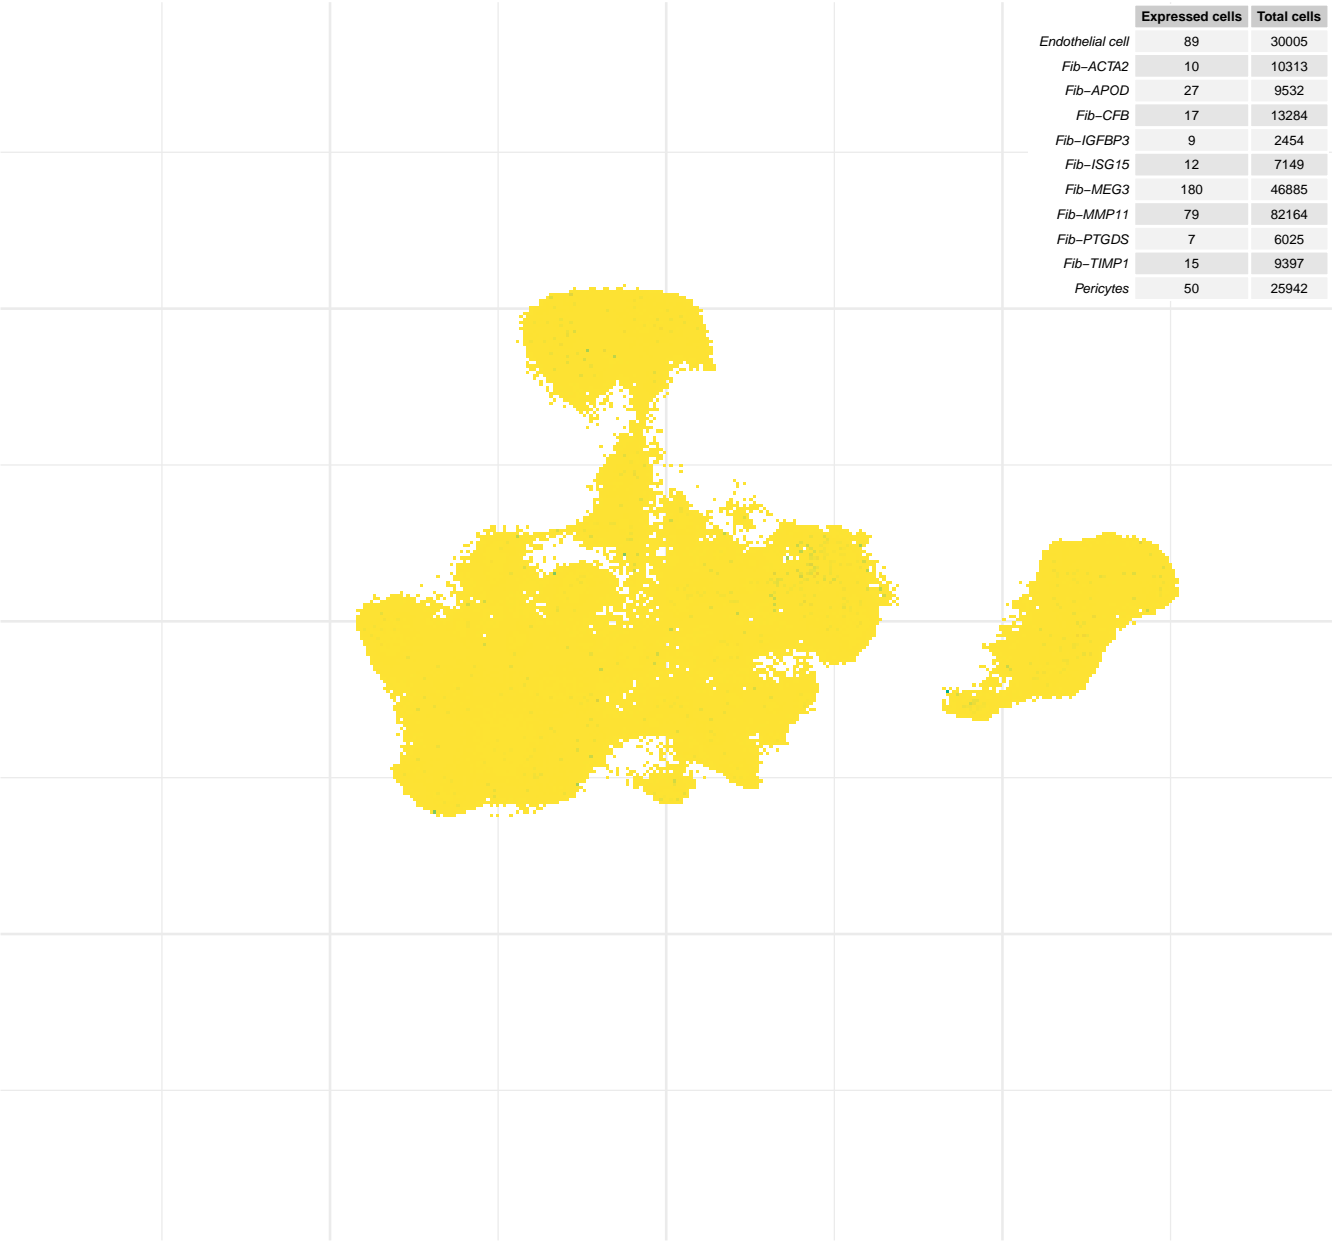 Expressed cells Total cells
Endothelial cell 89 30005
Fib−ACTA2 10 10313
Fib−APOD 27 9532
Fib−CFB 17 13284
Fib−IGFBP3 9 2454
Fib−ISG15 12 7149
Fib−MEG3 180 46885
Fib−MMP11 79 82164
Fib−PTGDS 7 6025
Fib−TIMP1 15 9397
Pericytes 50 25942